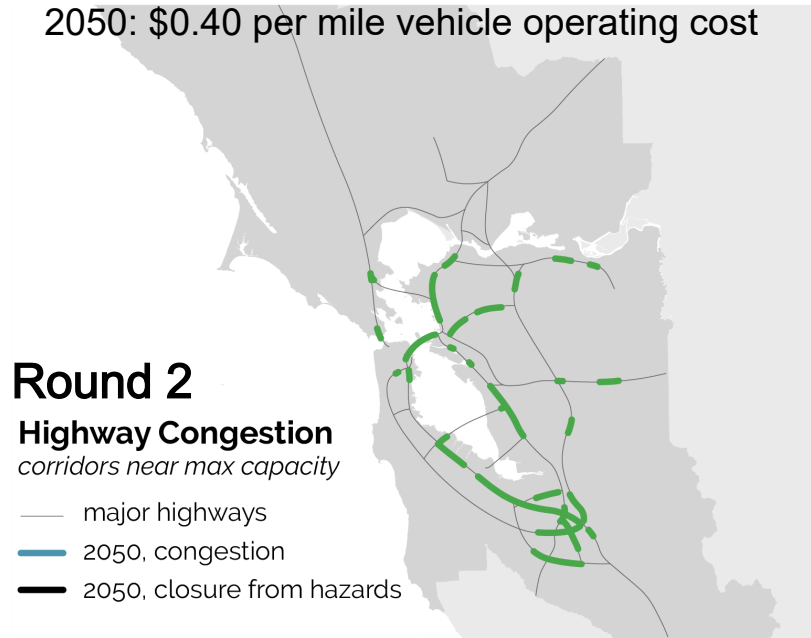 2050: $0.40 per mile vehicle operating cost
Round 2
Highway Congestion
corridors near max capacity
major highways
2050, congestion
2050, closure from hazards